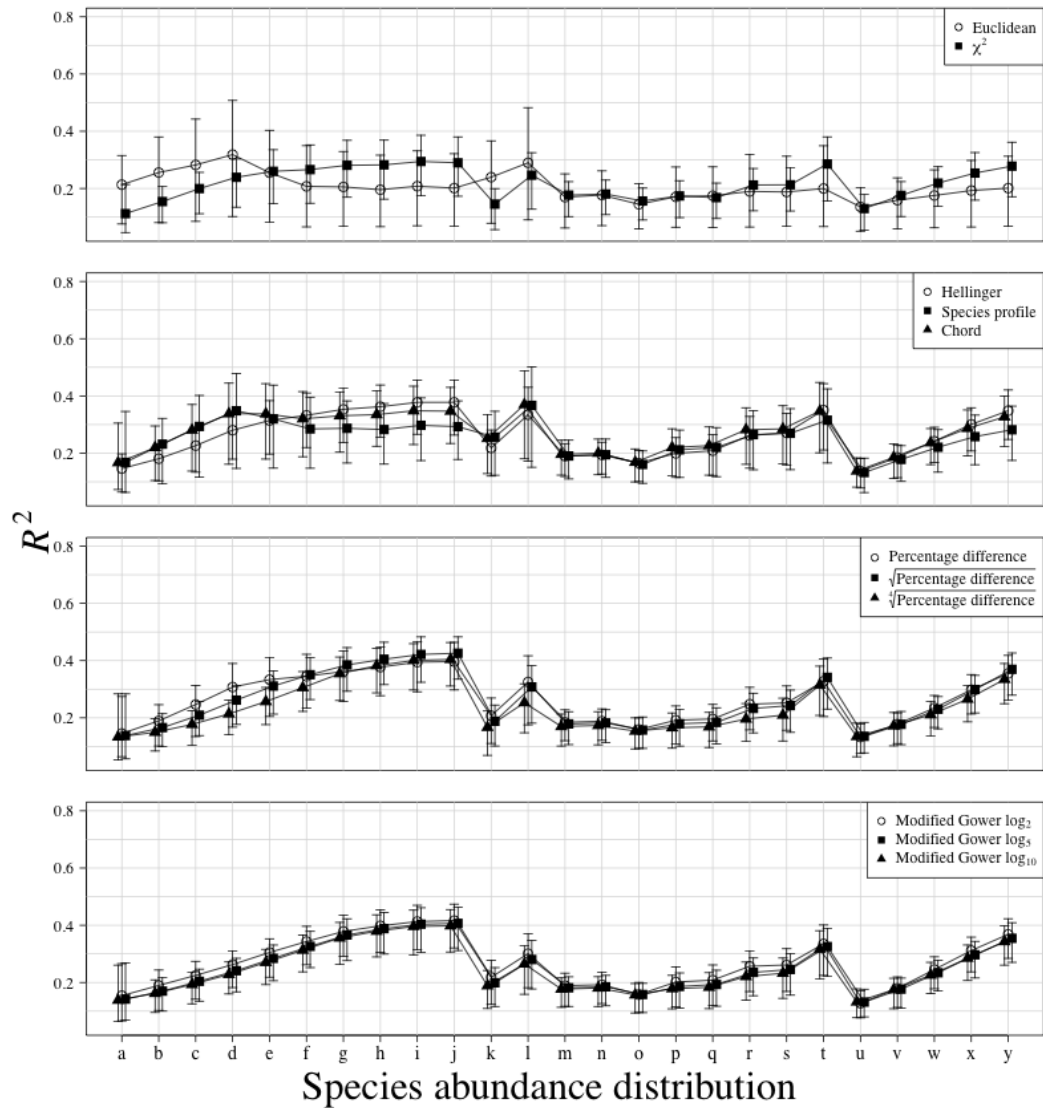 0.8
0.6
0.4
0.2
Euclidean
χ²
0.8
0.6
0.4
0.2
Hellinger
Species profile
Chord
0.8
0.6
0.4
0.2
Percentage difference
√Percentage difference
∜Percentage difference
0.8
0.6
0.4
0.2
Modified Gower log₂
Modified Gower log₅
Modified Gower log₁₀
R²
a b c d e f g h i j k l m n o p q r s t u v w x y
Species abundance distribution